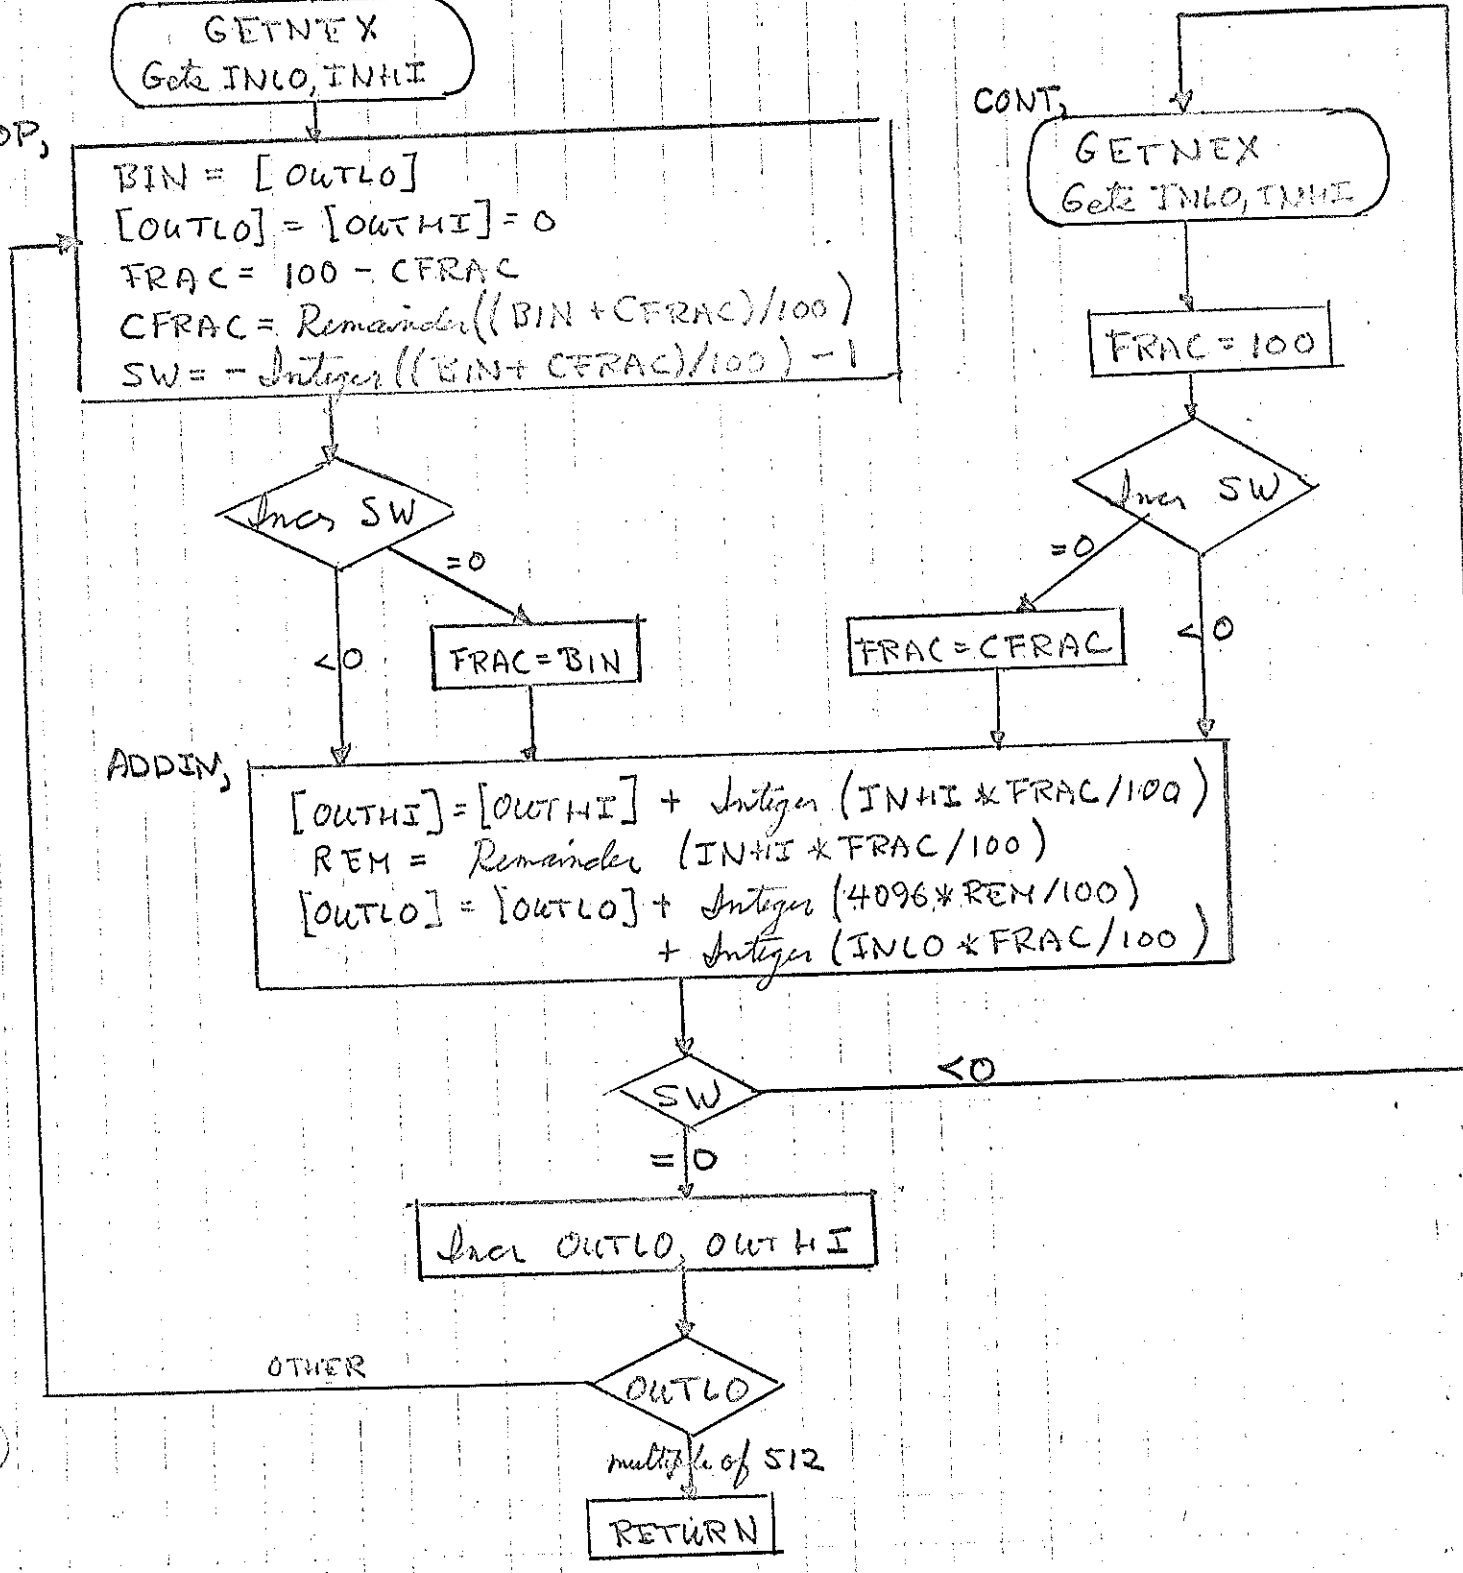 GETNEX
Gets INLO, INHI
OP,
BIN = [OUTLO]
[OUTLO] = [OUTHI] = 0
FRAC = 100 - CFRAC
CFRAC = Remainder((BIN + CFRAC)/100)
SW = - Integer((BIN + CFRAC)/100) - 1
Incr SW
=0
<0
FRAC = BIN
CONT,
GETNEX
Gets INLO, INHI
FRAC = 100
Incr SW
=0
<0
FRAC = CFRAC
ADDIN,
[OUTHI] = [OUTHI] + Integer (INHI * FRAC/100)
REM = Remainder (INHI * FRAC/100)
[OUTLO] = [OUTLO] + Integer (4096 * REM/100)
+ Integer (INLO * FRAC/100)
SW
<0
= 0
Incr OUTLO, OUTHI
OTHER
OUTLO
multiple of 512
RETURN